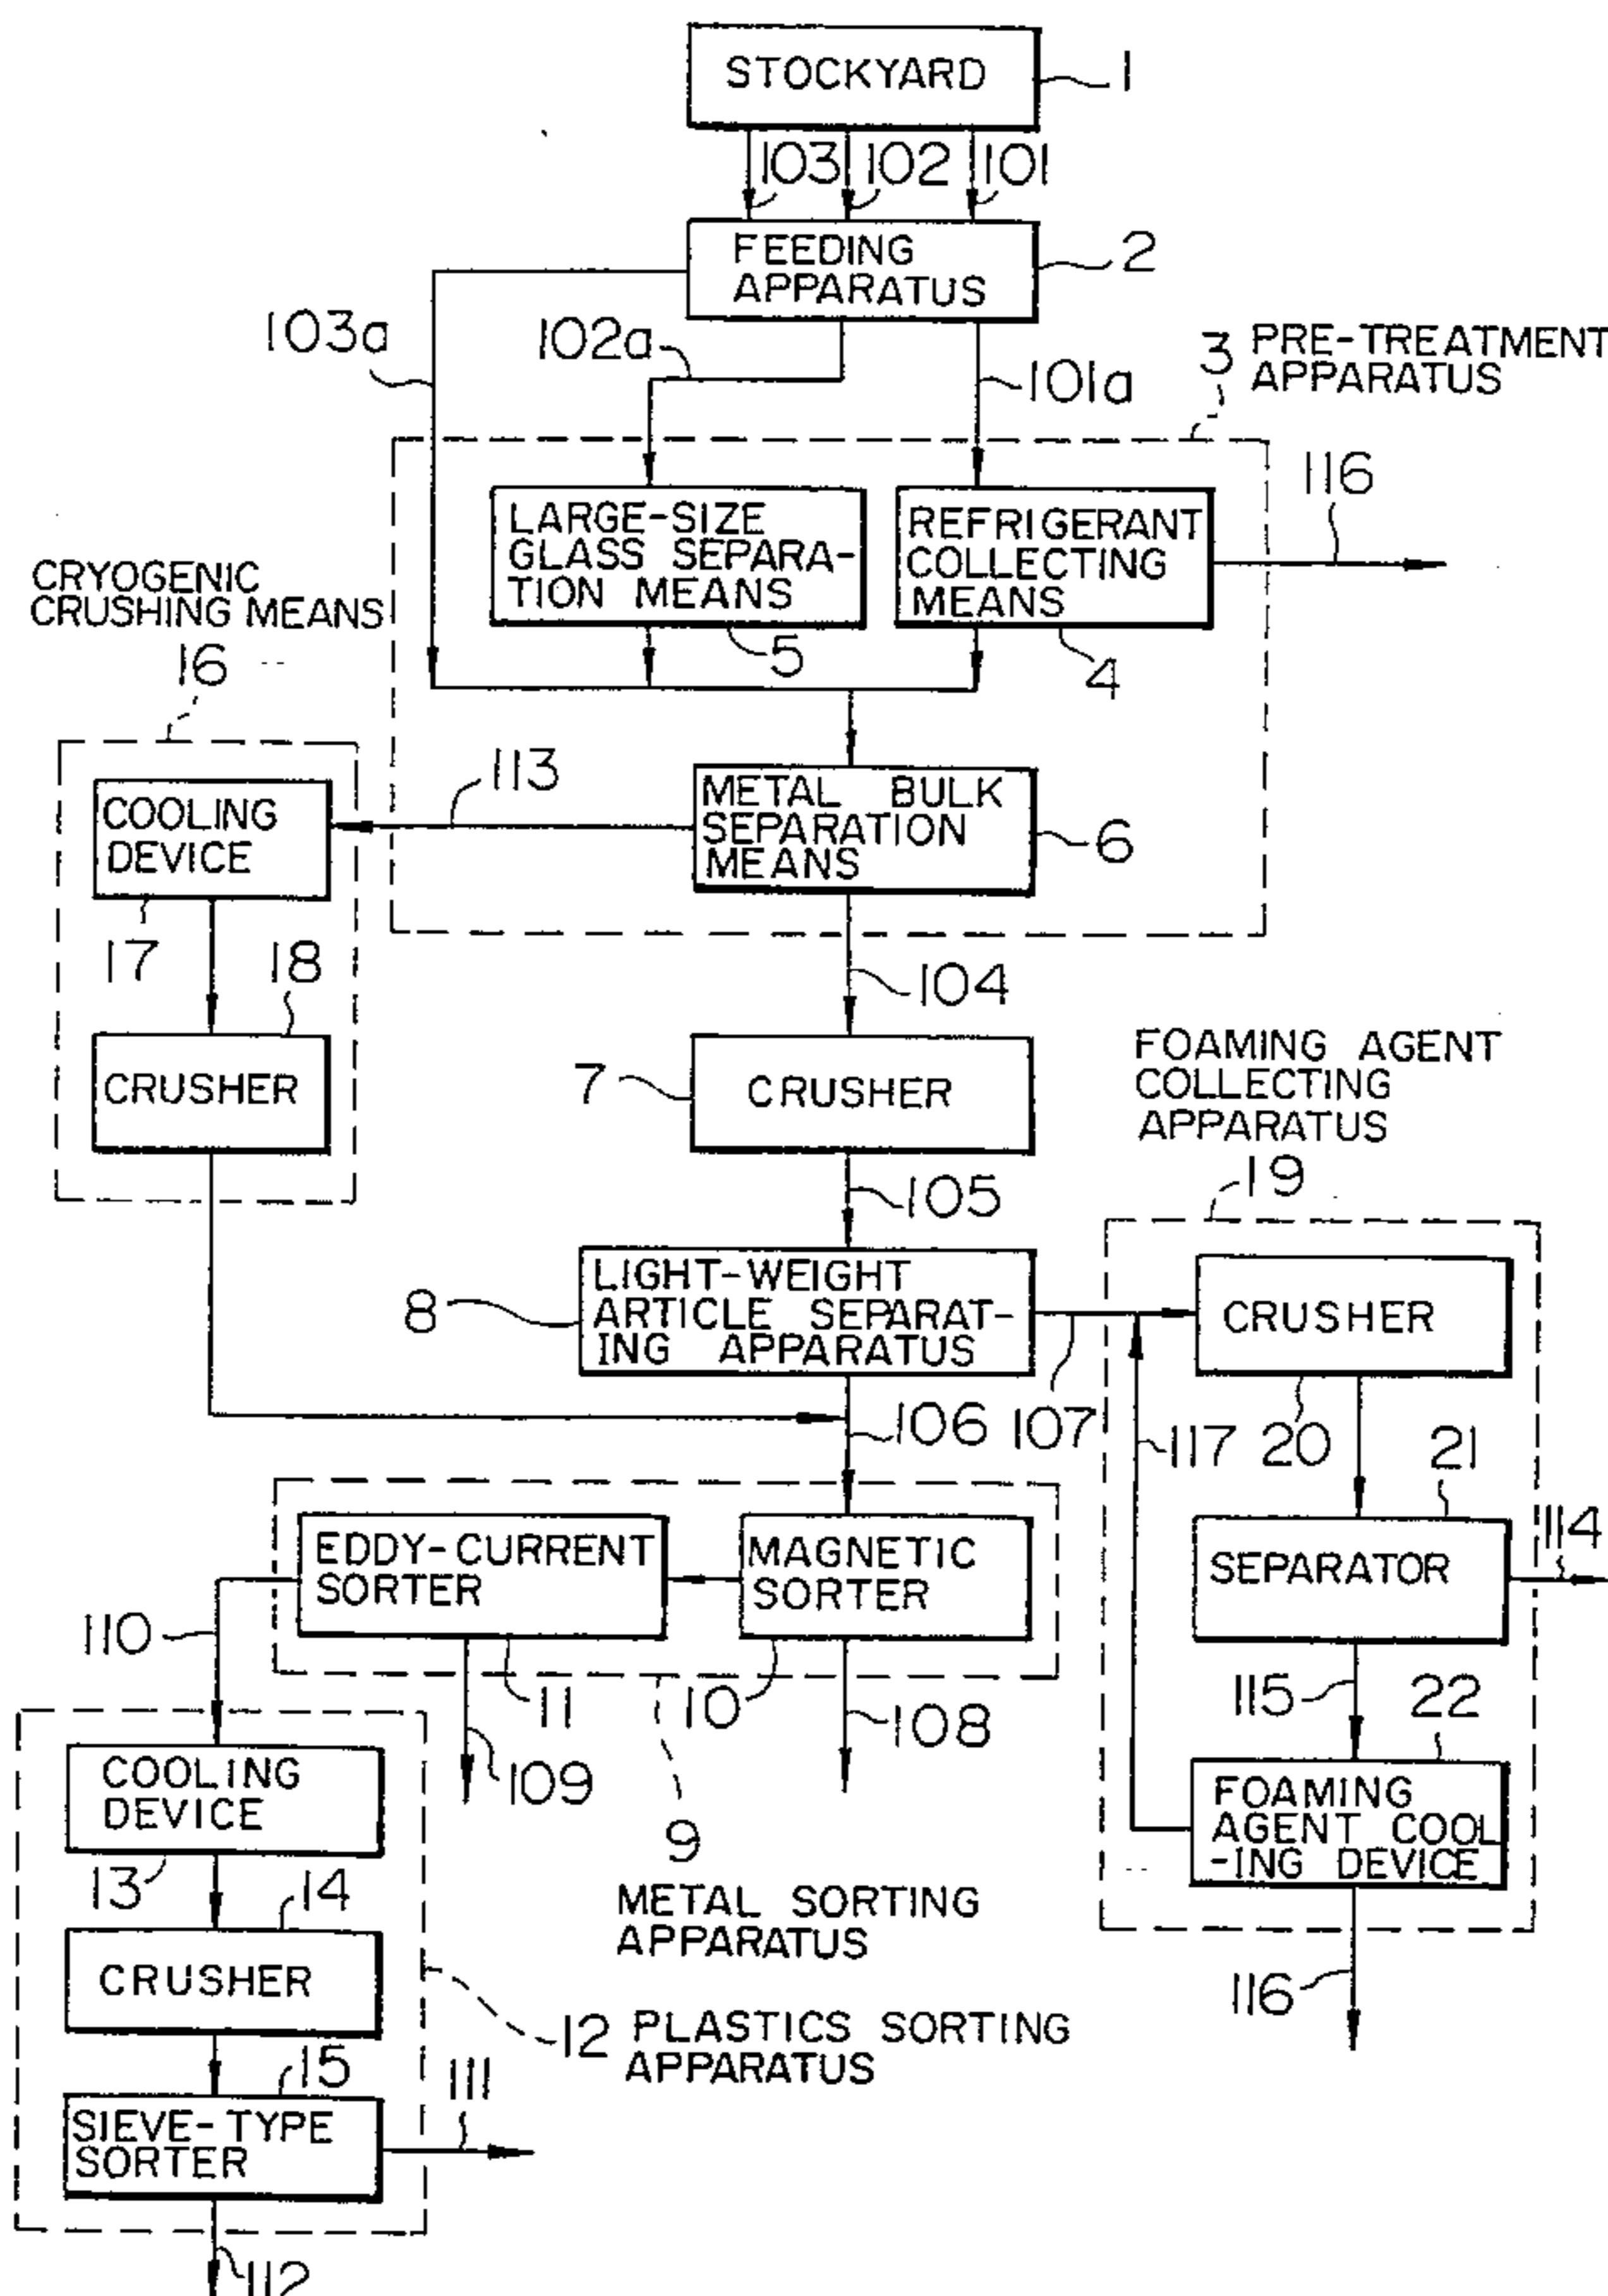 STOCKYARD
1
103
102
101
FEEDING
APPARATUS
2
103a
102a
101a
3
PRE-TREATMENT
APPARATUS
LARGE-SIZE
GLASS SEPARA-
TION MEANS
5
REFRIGERANT
COLLECTING
MEANS
4
116
CRYOGENIC
CRUSHING MEANS
16
113
METAL BULK
SEPARATION
MEANS
6
COOLING
DEVICE
17
18
CRUSHER
104
7
CRUSHER
105
FOAMING AGENT
COLLECTING
APPARATUS
19
8
LIGHT-WEIGHT
ARTICLE SEPARAT-
ING APPARATUS
CRUSHER
106
107
117
20
21
EDDY-CURRENT
SORTER
MAGNETIC
SORTER
SEPARATOR
114
110
11
10
109
108
9
METAL SORTING
APPARATUS
115
22
FOAMING
AGENT COOL
-ING DEVICE
116
COOLING
DEVICE
13
14
CRUSHER
12
PLASTICS SORTING
APPARATUS
15
111
SIEVE-TYPE
SORTER
112